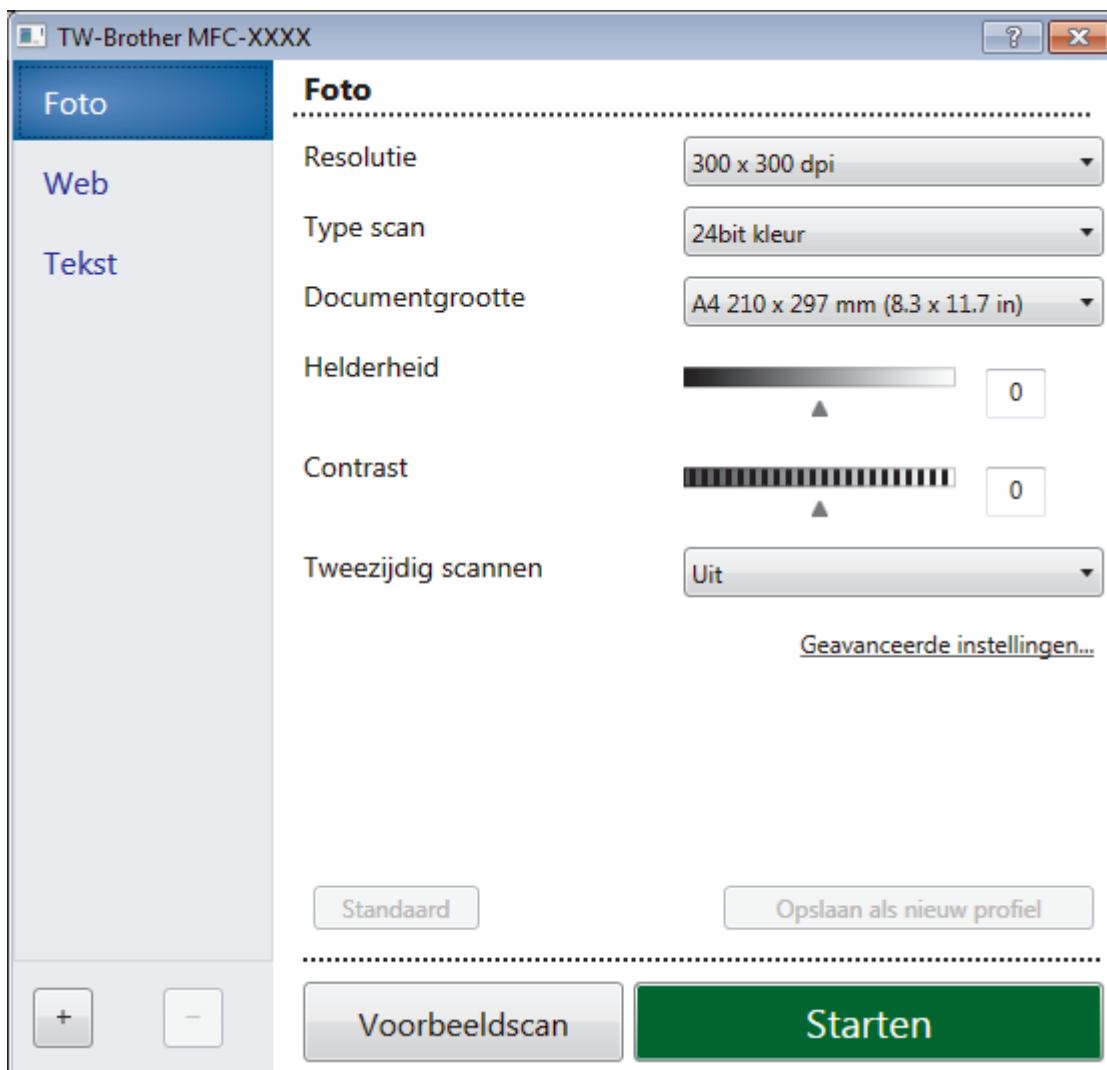 TW-Brother MFC-XXXX
Foto
Web
Tekst
Foto
Resolutie
300 x 300 dpi
Type scan
24bit kleur
Documentgrootte
A4 210 x 297 mm (8.3 x 11.7 in)
Helderheid
0
Contrast
0
Tweezijdig scannen
Uit
Geavanceerde instellingen...
Standaard
Opslaan als nieuw profiel
+
−
Voorbeeldscan
Starten